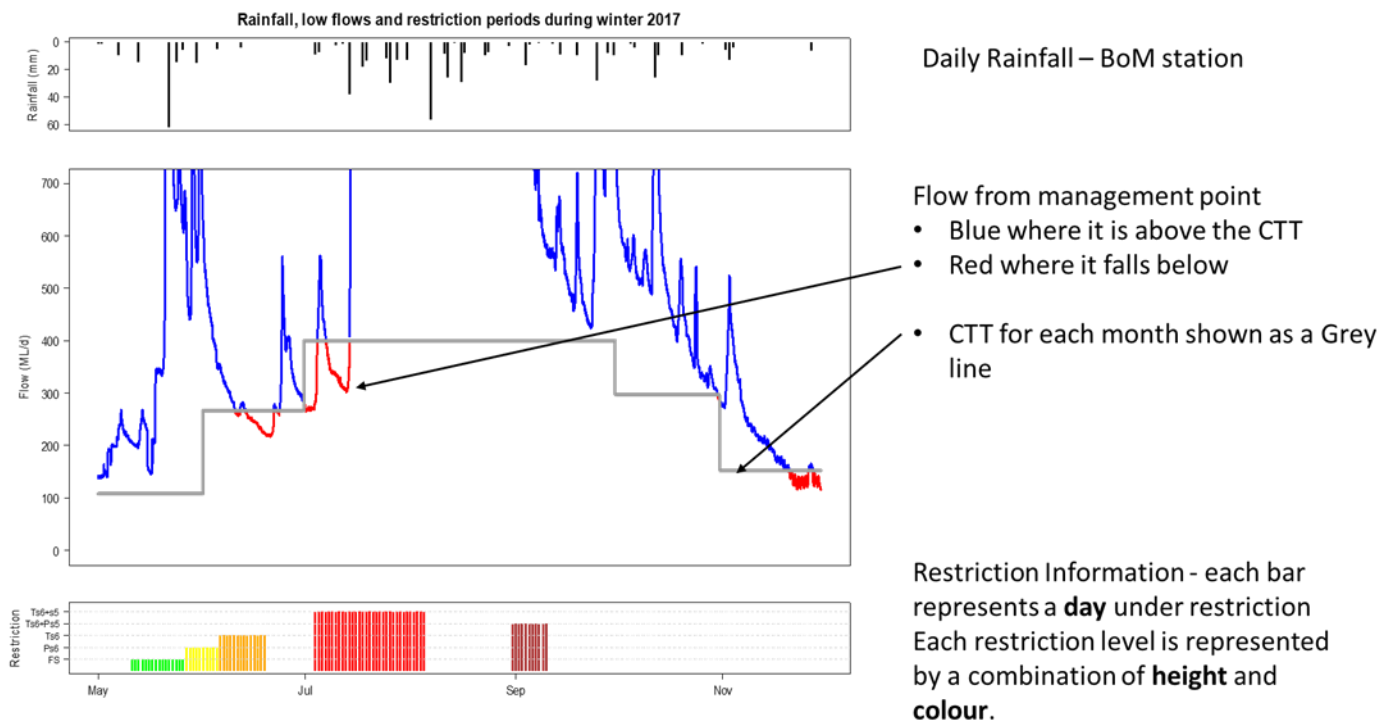 Rainfall, low flows and restriction periods during winter 2017
Rainfall (mm)
0
20
40
60
Daily Rainfall – BoM station
Flow (ML/d)
700
600
500
400
300
200
100
0
Flow from management point
• Blue where it is above the CTT
• Red where it falls below
• CTT for each month shown as a Grey
line
Restriction
Ts6+s5
Ts6+Ps5
Ts6
Ps6
FS
May
Jul
Sep
Nov
Restriction Information - each bar
represents a day under restriction
Each restriction level is represented
by a combination of height and
colour.